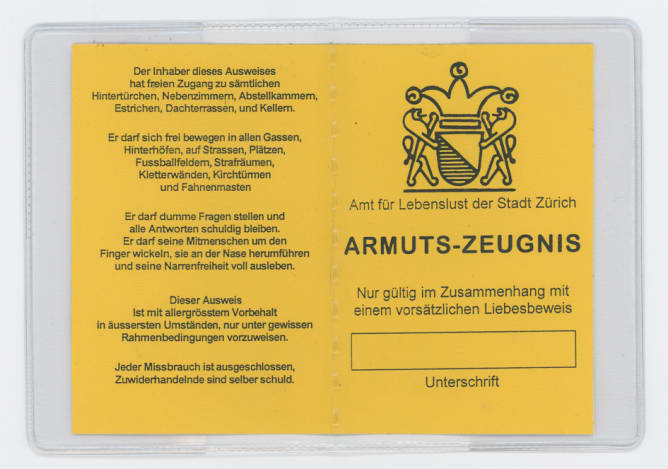 Der Inhaber dieses Ausweises
hat freien Zugang zu sämtlichen
Hintertürchen, Nebenzimmern, Abstellkammern,
Estrichen, Dachterrassen, und Kellern.
Er darf sich frei bewegen in allen Gassen,
Hinterhöfen, auf Strassen, Plätzen,
Fussballfeldern, Strafräumen,
Kletterwänden, Kirchtürmen
und Fahnenmasten
Er darf dumme Fragen stellen und
alle Antworten schuldig bleiben.
Er darf seine Mitmenschen um den
Finger wickeln, sie an der Nase herumführen
und seine Narrenfreiheit voll ausleben.
Dieser Ausweis
Ist mit allergrösstem Vorbehalt
in äussersten Umständen, nur unter gewissen
Rahmenbedingungen vorzuweisen.
Jeder Missbrauch ist ausgeschlossen,
Zuwiderhandelnde sind selber schuld.
Amt für Lebenslust der Stadt Zürich
ARMUTS-ZEUGNIS
Nur gültig im Zusammenhang mit
einem vorsätzlichen Liebesbeweis
Unterschrift